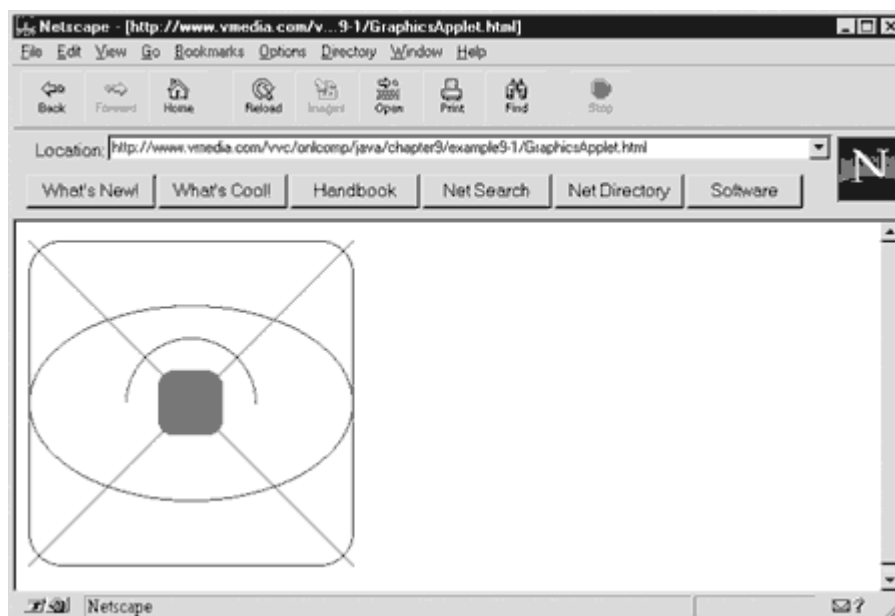 Netscape - [http://www.vmedia.com/v...9-1/GraphicsApplet.html]
File Edit View Go Bookmarks Options Directory Window Help
Back Forward Home Reload Images Open Print Find Stop
Location: http://www.vmedia.com/vvc/onlcomp/java/chapter9/example9-1/GraphicsApplet.html
N
What's New! What's Cool! Handbook Net Search Net Directory Software
Netscape